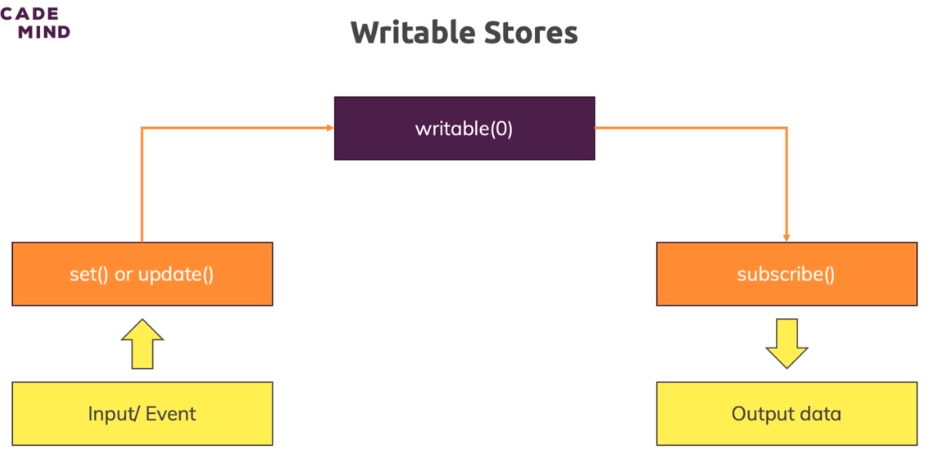 CADE
MIND
Writable Stores
writable(0)
set() or update()
subscribe()
Input/ Event
Output data